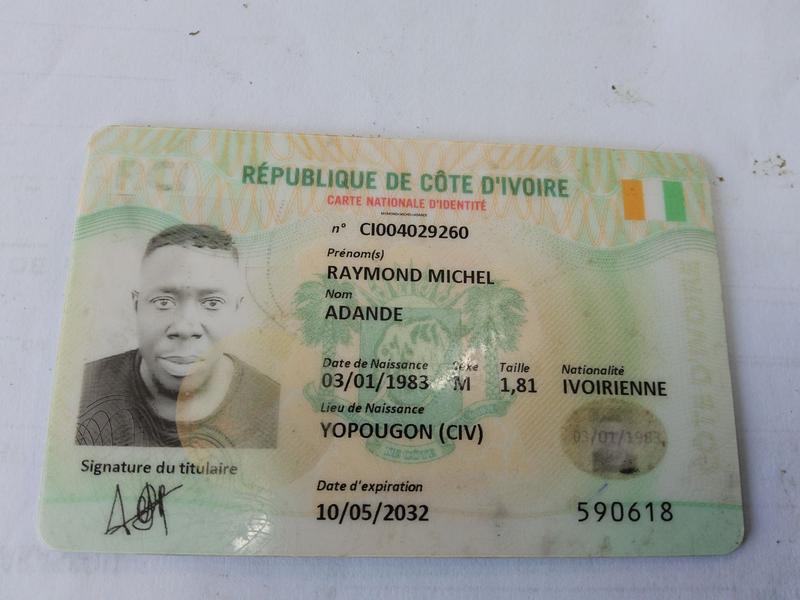 RÉPUBLIQUE DE CÔTE D'IVOIRE
CARTE NATIONALE D'IDENTITÉ
n° CI004029260
Prénom(s)
RAYMOND MICHEL
Nom
ADANDE
Date de Naissance Sexe Taille Nationalité
03/01/1983 M 1,81 IVOIRIENNE
Lieu de Naissance
YOPOUGON (CIV)
03/01/1983
Signature du titulaire
Date d'expiration
10/05/2032
590618